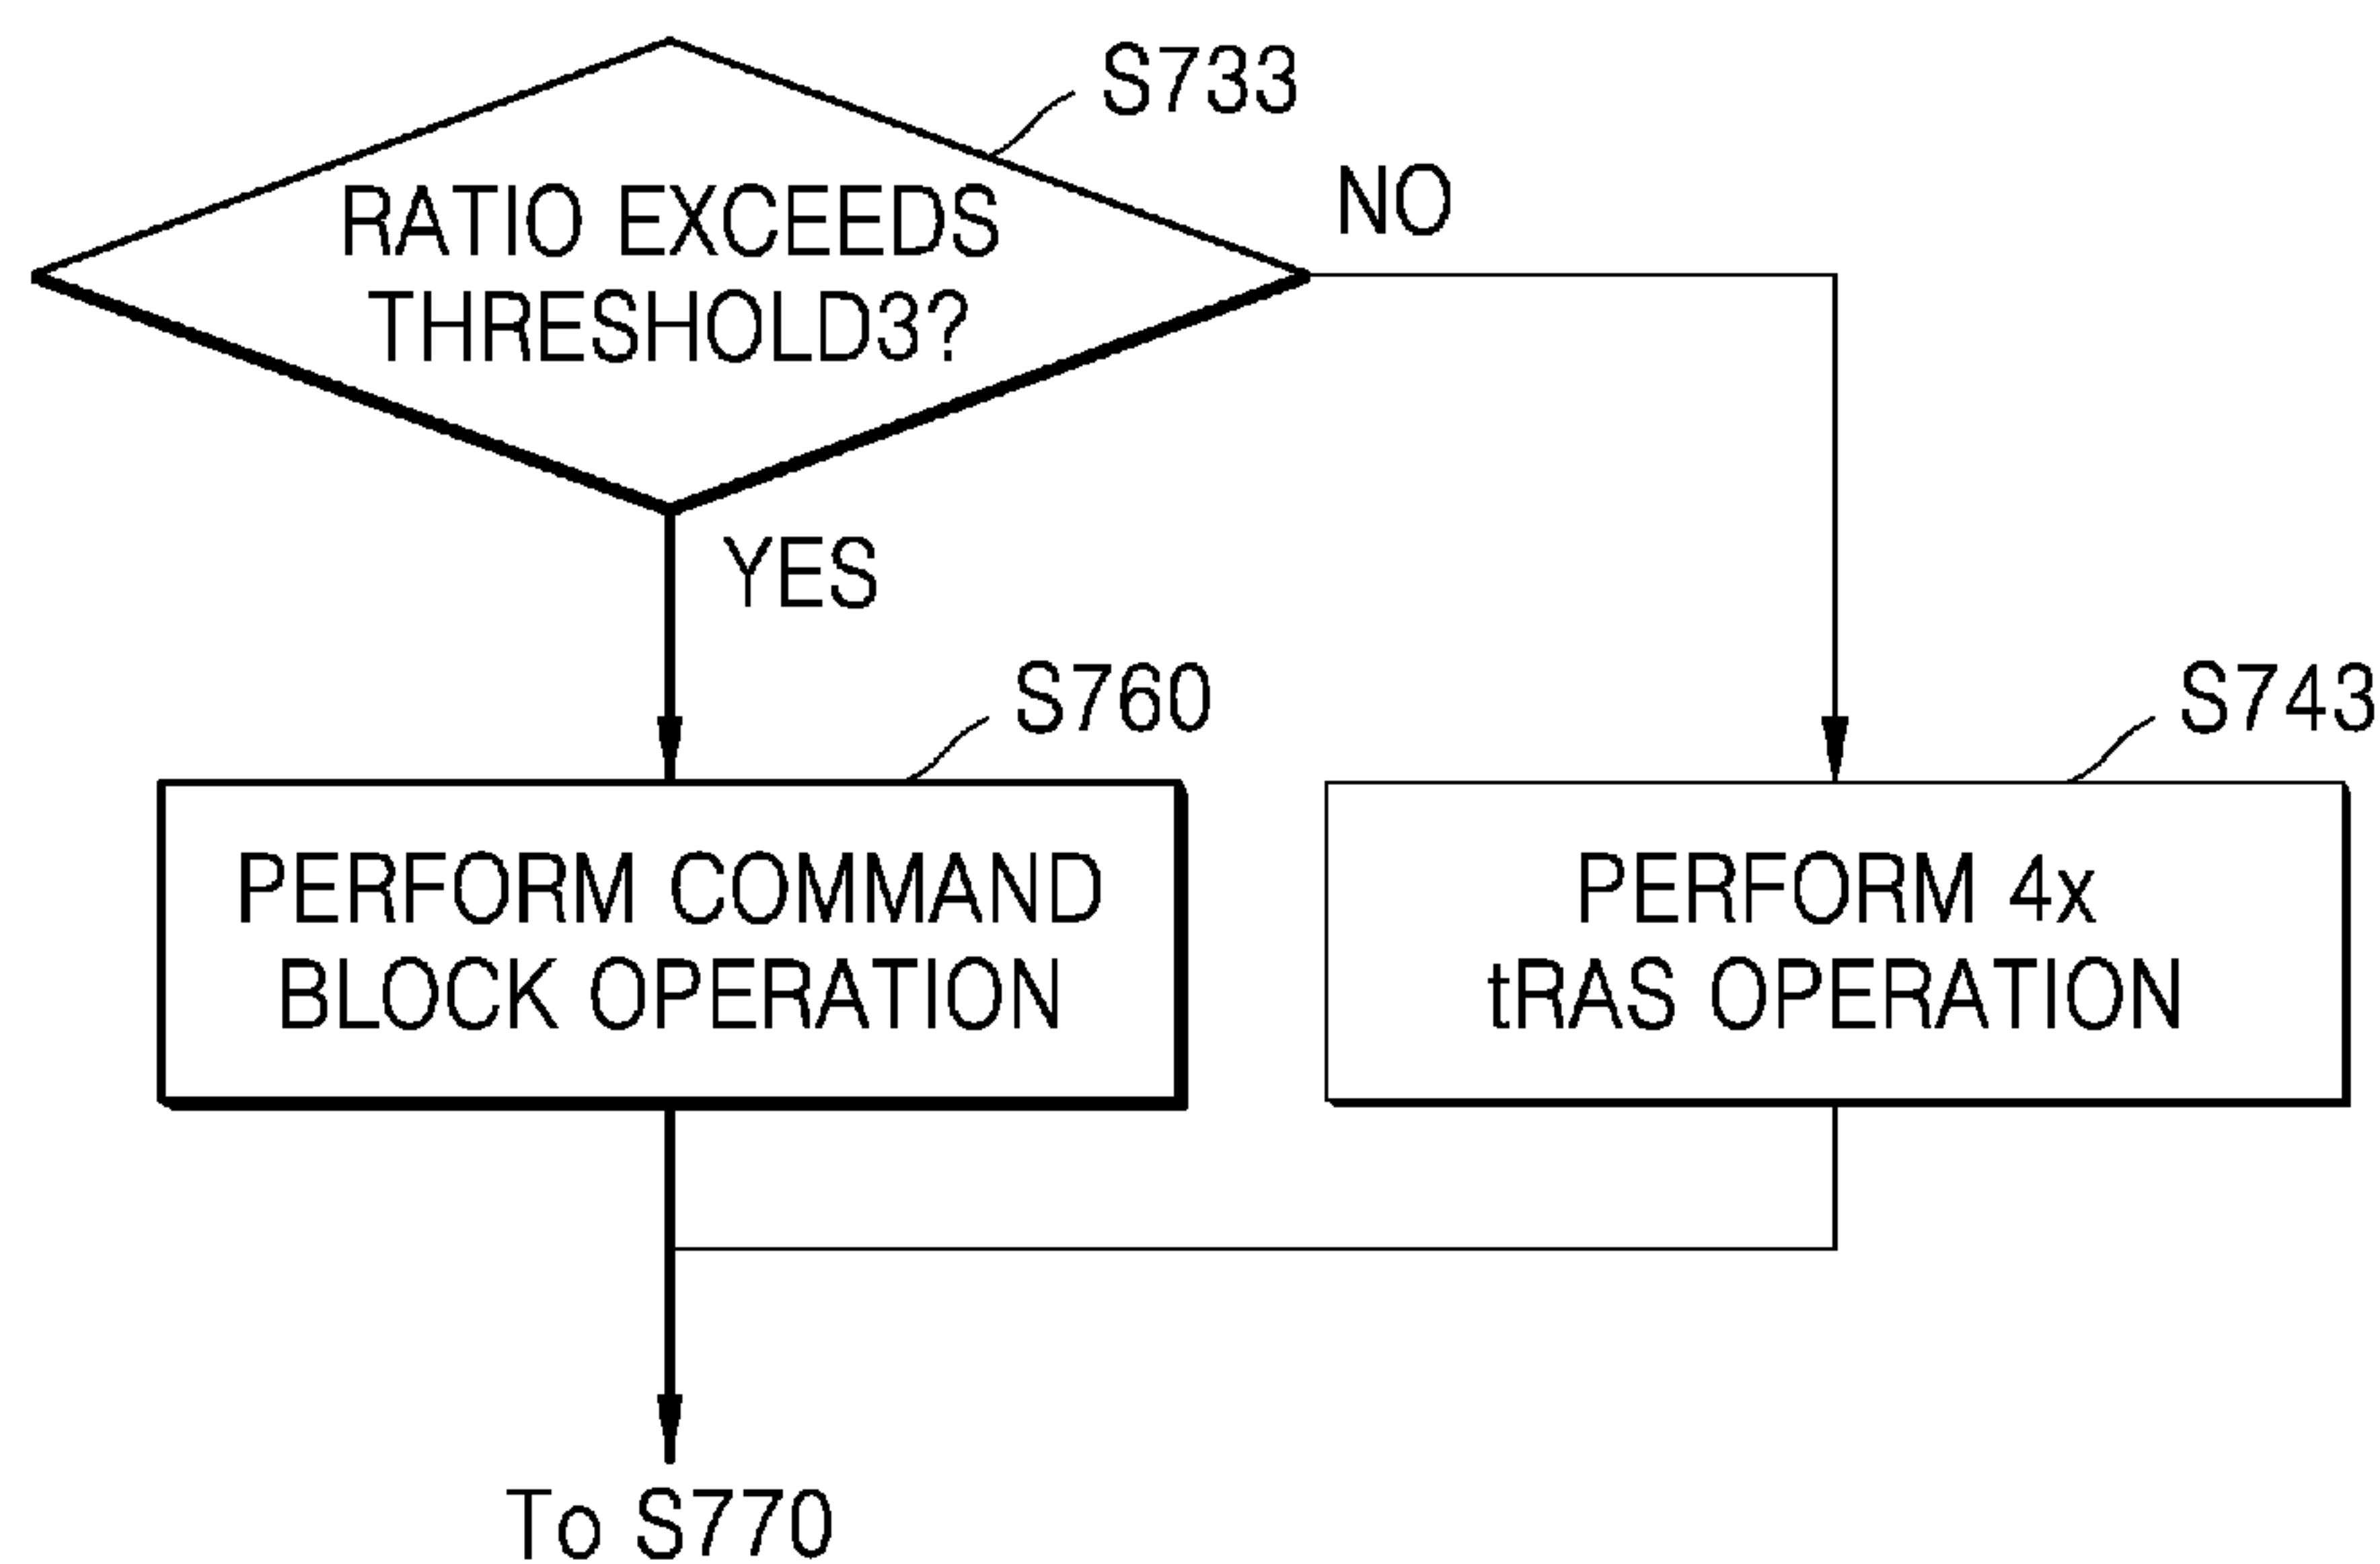 S733
RATIO EXCEEDS
THRESHOLD3?
NO
YES
S760
S743
PERFORM COMMAND
BLOCK OPERATION
PERFORM 4x
tRAS OPERATION
To S770